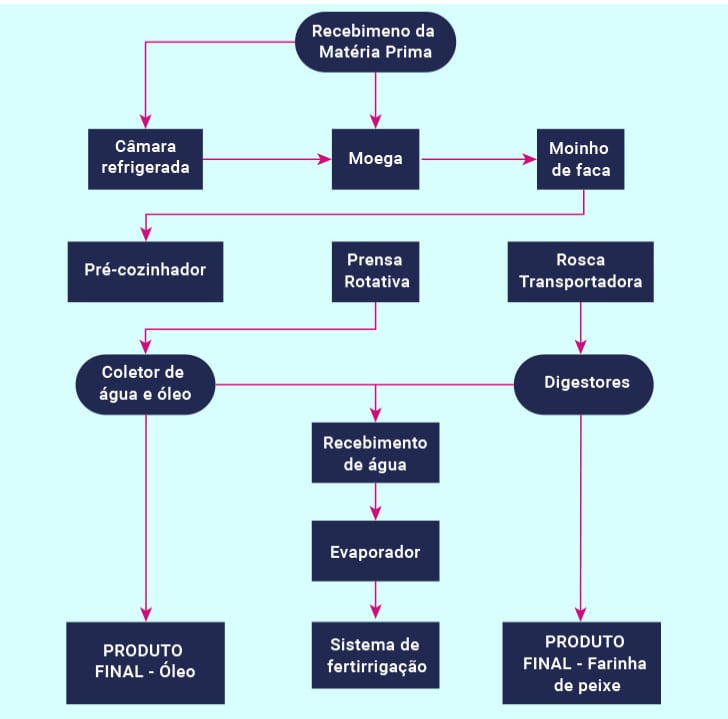 Recebimeno da
Matéria Prima
Câmara
refrigerada
Moega
Moinho
de faca
Pré-cozinhador
Prensa
Rotativa
Rosca
Transportadora
Coletor de
água e óleo
Digestores
Recebimento
de água
Evaporador
PRODUTO
FINAL - Óleo
Sistema de
fertirrigação
PRODUTO
FINAL - Farinha
de peixe